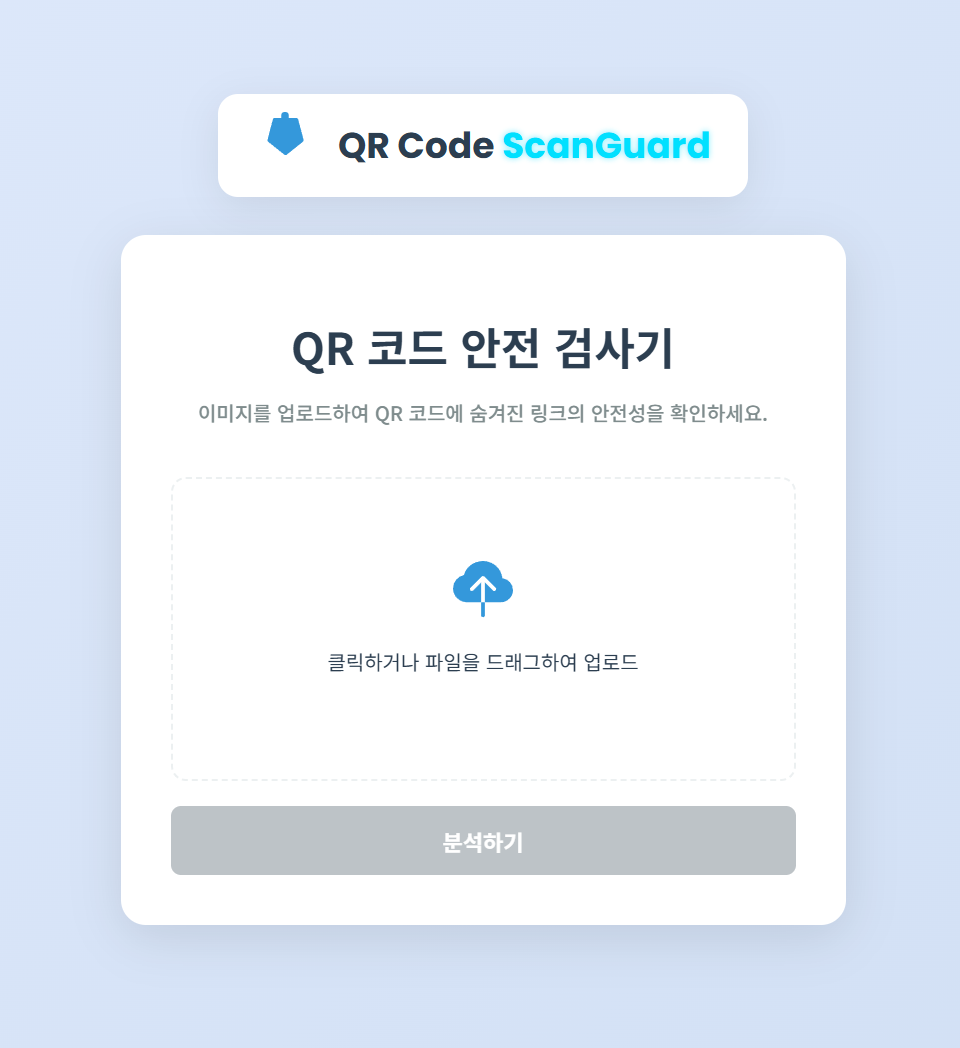 QR Code ScanGuard
QR 코드 안전 검사기
이미지를 업로드하여 QR 코드에 숨겨진 링크의 안전성을 확인하세요.
클릭하거나 파일을 드래그하여 업로드
분석하기